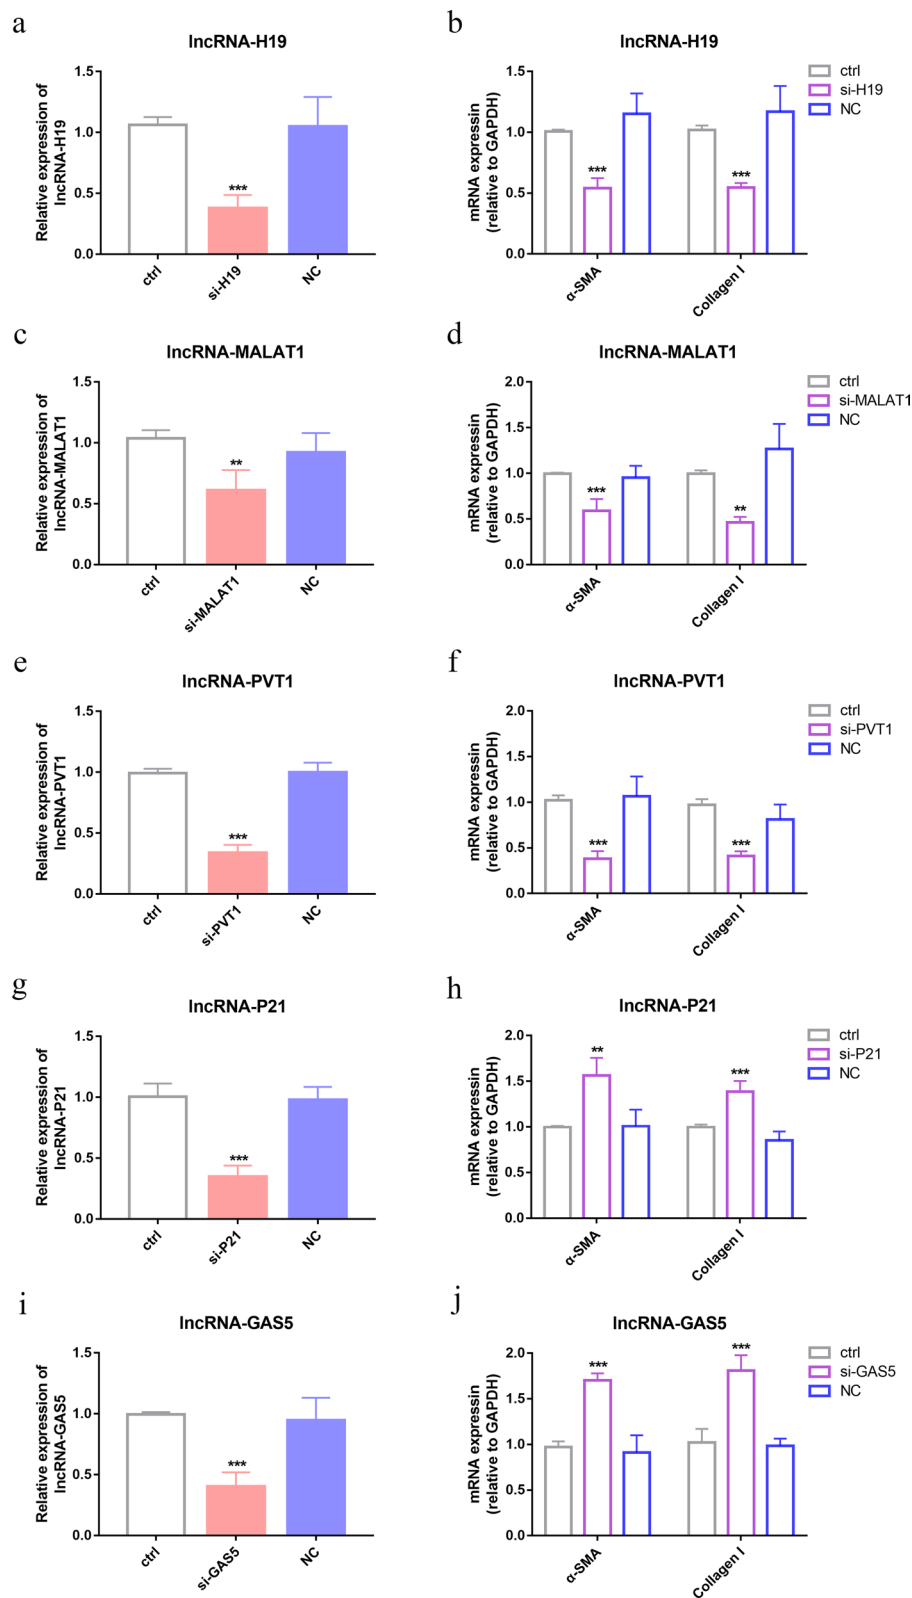 a
lncRNA-H19
Relative expression of
lncRNA-H19
1.5
1.0
0.5
0.0
***
ctrl
si-H19
NC
b
lncRNA-H19
mRNA expressin
(relative to GAPDH)
1.5
1.0
0.5
0.0
***
***
α-SMA
Collagen I
ctrl
si-H19
NC
c
lncRNA-MALAT1
Relative expression of
lncRNA-MALAT1
1.5
1.0
0.5
0.0
**
ctrl
si-MALAT1
NC
d
lncRNA-MALAT1
mRNA expressin
(relative to GAPDH)
2.0
1.5
1.0
0.5
0.0
***
**
α-SMA
Collagen I
ctrl
si-MALAT1
NC
e
lncRNA-PVT1
Relative expression of
lncRNA-PVT1
1.5
1.0
0.5
0.0
***
ctrl
si-PVT1
NC
f
lncRNA-PVT1
mRNA expressin
(relative to GAPDH)
2.0
1.5
1.0
0.5
0.0
***
***
α-SMA
Collagen I
ctrl
si-PVT1
NC
g
lncRNA-P21
Relative expression of
lncRNA-P21
1.5
1.0
0.5
0.0
***
ctrl
si-P21
NC
h
lncRNA-P21
mRNA expressin
(relative to GAPDH)
2.0
1.5
1.0
0.5
0.0
**
***
α-SMA
Collagen I
ctrl
si-P21
NC
i
lncRNA-GAS5
Relative expression of
lncRNA-GAS5
1.5
1.0
0.5
0.0
***
ctrl
si-GAS5
NC
j
lncRNA-GAS5
mRNA expressin
(relative to GAPDH)
2.0
1.5
1.0
0.5
0.0
***
***
α-SMA
Collagen I
ctrl
si-GAS5
NC